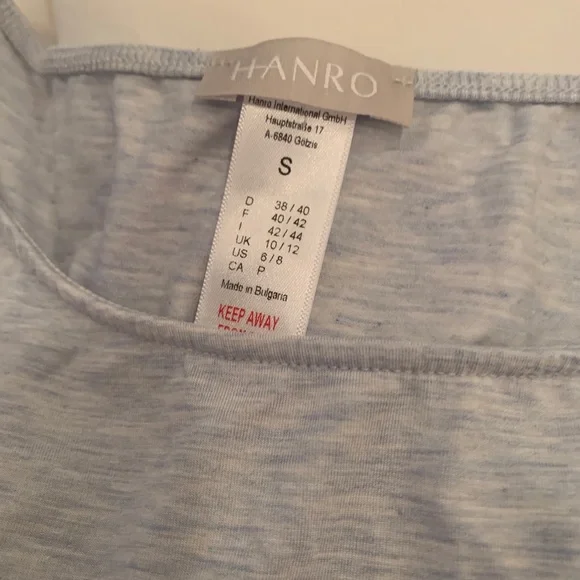 HANRO
Hanro International GmbH
Hauptstraße 17
A-6840 Götzis
S
D 38 / 40
F 40 / 42
I 42 / 44
UK 10 / 12
US 6 / 8
CA P
Made in Bulgaria
KEEP AWAY